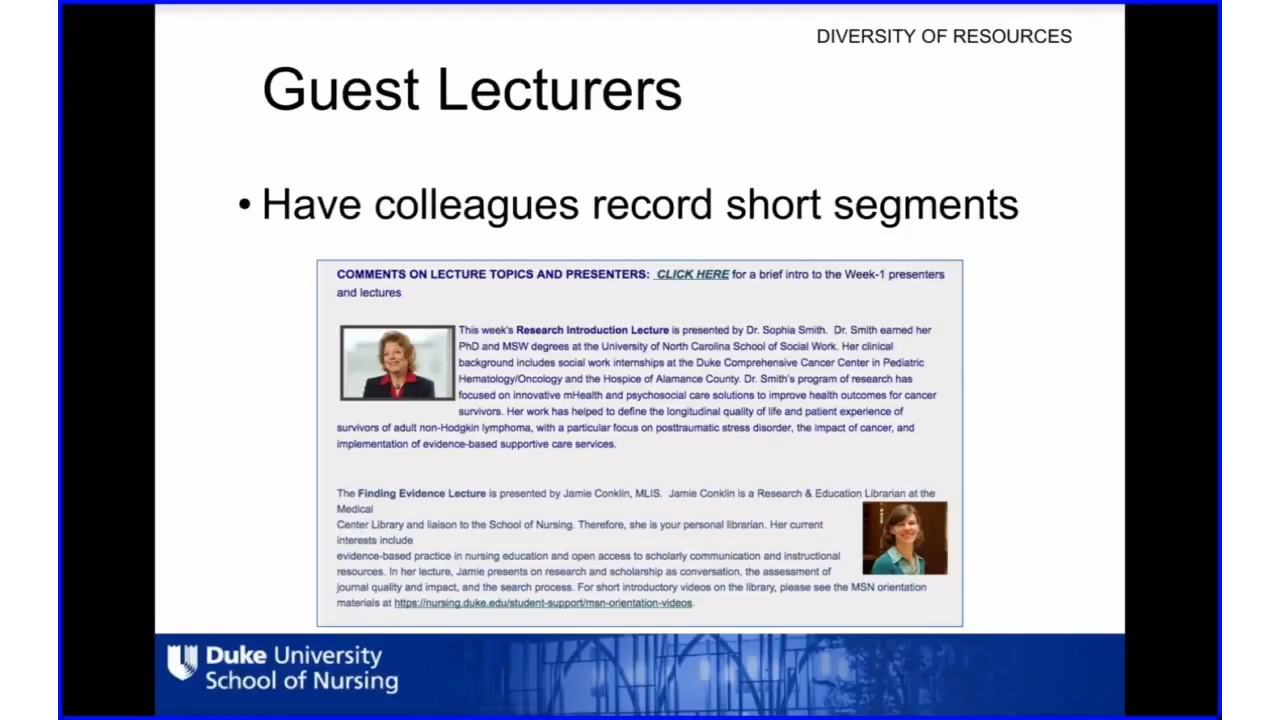 DIVERSITY OF RESOURCES
Guest Lecturers
• Have colleagues record short segments
COMMENTS ON LECTURE TOPICS AND PRESENTERS: CLICK HERE for a brief intro to the Week-1 presenters
and lectures
This week's Research Introduction Lecture is presented by Dr. Sophia Smith. Dr. Smith earned her
PhD and MSW degrees at the University of North Carolina School of Social Work. Her clinical
background includes social work internships at the Duke Comprehensive Cancer Center in Pediatric
Hematology/Oncology and the Hospice of Alamance County. Dr. Smith's program of research has
focused on innovative mHealth and psychosocial care solutions to improve health outcomes for cancer
survivors. Her work has helped to define the longitudinal quality of life and patient experience of
survivors of adult non-Hodgkin lymphoma, with a particular focus on posttraumatic stress disorder, the impact of cancer, and
implementation of evidence-based supportive care services.
The Finding Evidence Lecture is presented by Jamie Conklin, MLIS. Jamie Conklin is a Research & Education Librarian at the
Medical
Center Library and liaison to the School of Nursing. Therefore, she is your personal librarian. Her current
interests include
evidence-based practice in nursing education and open access to scholarly communication and instructional
resources. In her lecture, Jamie presents on research and scholarship as conversation, the assessment of
journal quality and impact, and the search process. For short introductory videos on the library, please see the MSN orientation
materials at https://nursing.duke.edu/student-support/msn-orientation-videos.
Duke University
School of Nursing